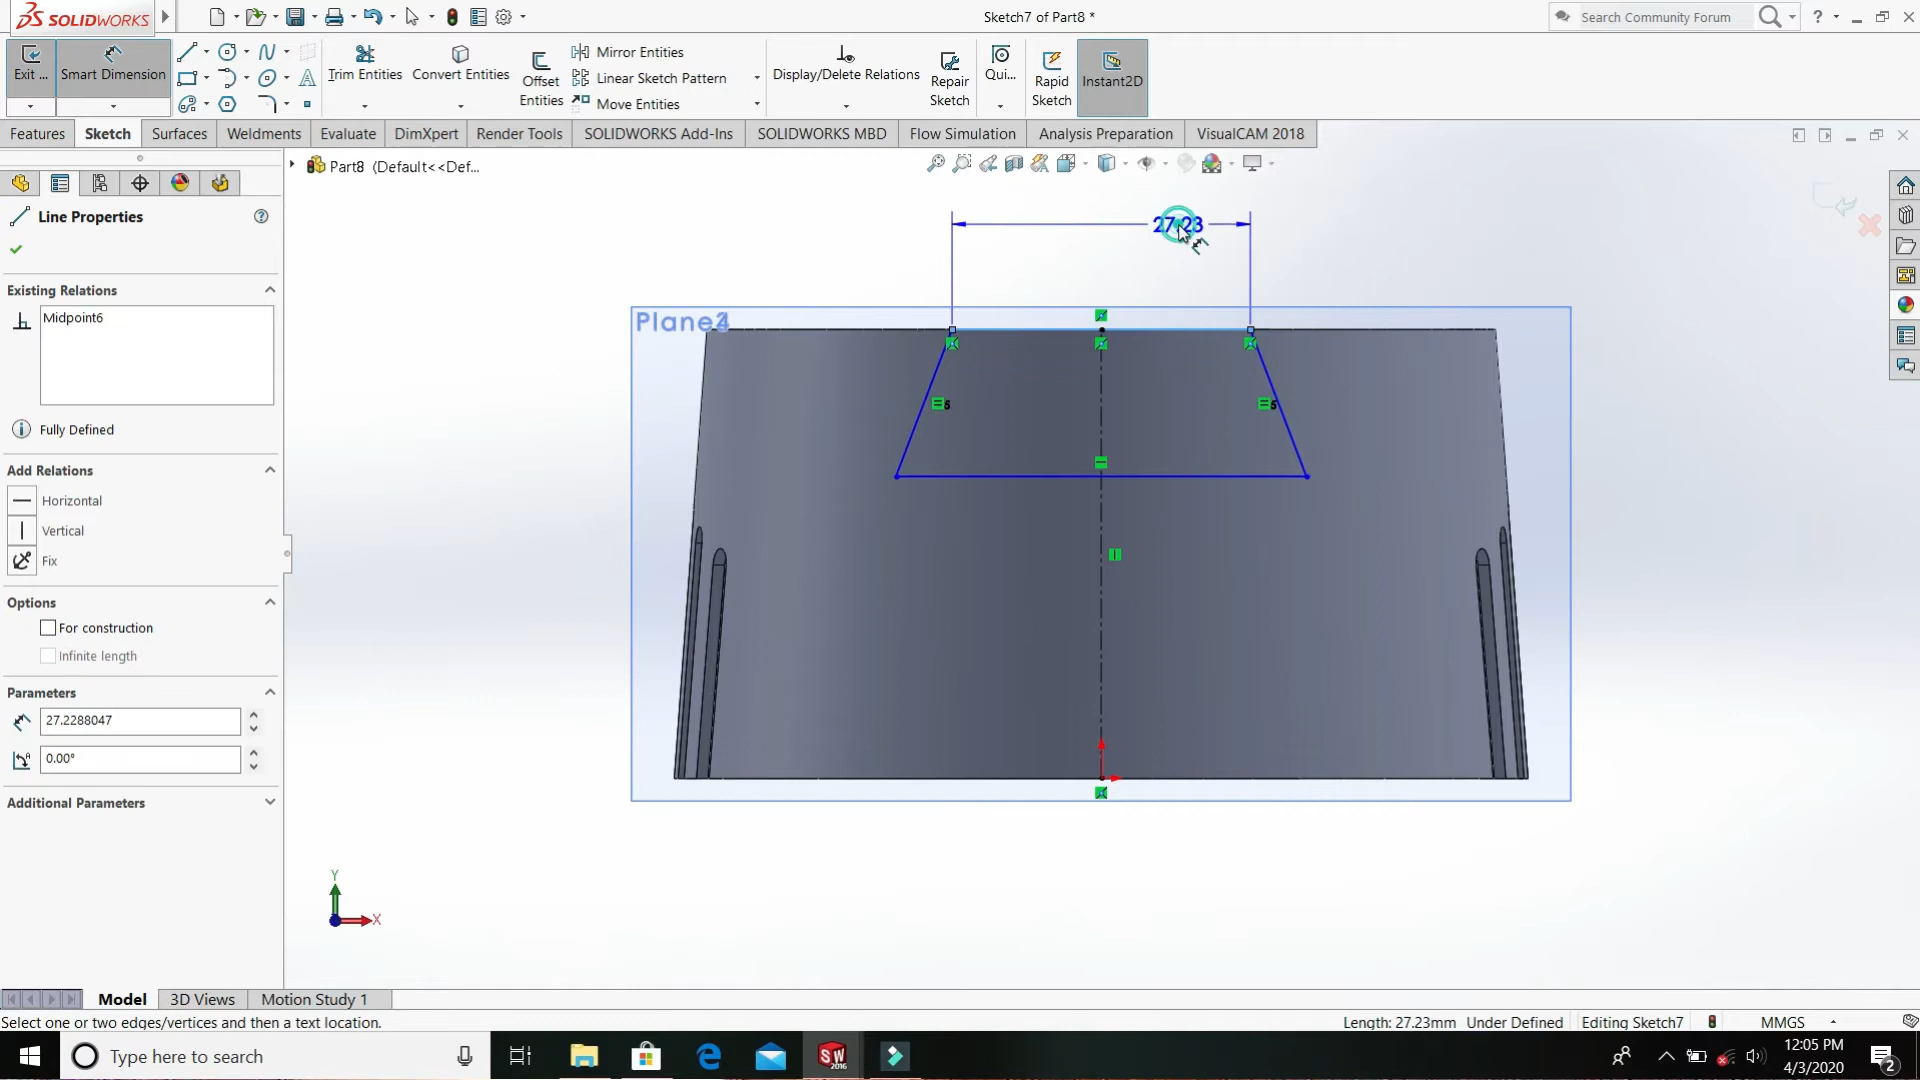 SOLIDWORKS
Sketch7 of Part8 *
Search Community Forum
?
Exit ...
Smart Dimension
Trim Entities
Convert Entities
Offset
Entities
Mirror Entities
Linear Sketch Pattern
Move Entities
Display/Delete Relations
Repair
Sketch
Qui...
Rapid
Sketch
Instant2D
Features
Sketch
Surfaces
Weldments
Evaluate
DimXpert
Render Tools
SOLIDWORKS Add-Ins
SOLIDWORKS MBD
Flow Simulation
Analysis Preparation
VisualCAM 2018
Part8 (Default<<Def...
Line Properties
?
Existing Relations
Midpoint6
Fully Defined
Add Relations
Horizontal
Vertical
Fix
Options
For construction
Infinite length
Parameters
27.2288047
0.00°
Additional Parameters
27.23
5
5
Y
X
Model
3D Views
Motion Study 1
Select one or two edges/vertices and then a text location.
Length: 27.23mm
Under Defined
Editing Sketch7
MMGS
Type here to search
SW
2016
12:05 PM
4/3/2020
2